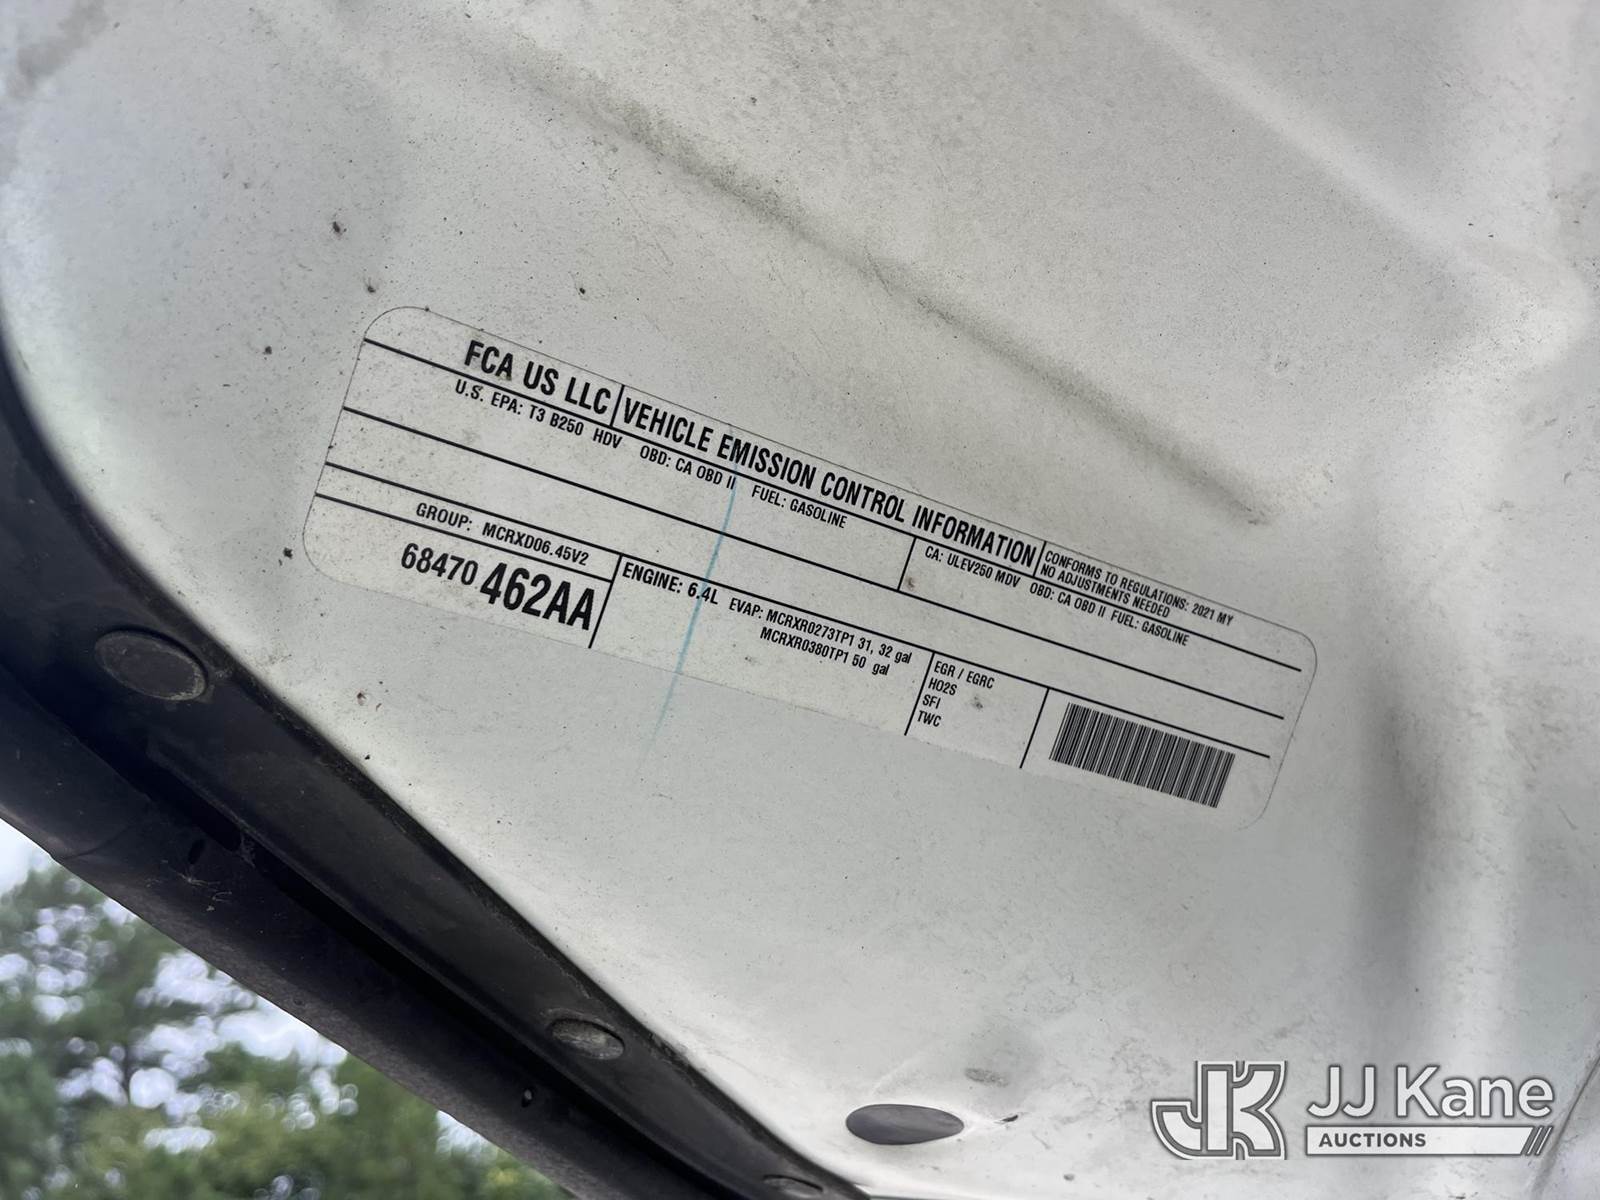 FCA US LLC VEHICLE EMISSION CONTROL INFORMATION CONFORMS TO REGULATIONS: 2021 MY
NO ADJUSTMENTS NEEDED
U.S. EPA: T3 B250 HDV OBD: CA OBD II FUEL: GASOLINE CA: ULEV250 MDV OBD: CA OBD II FUEL: GASOLINE
GROUP: MCRXD06.45V2
68470 462AA
ENGINE: 6.4L EVAP: MCRXR0273TP1 31, 32 gal
MCRXR0380TP1 50 gal
EGR / EGRC
HO2S
SFI
TWC
JK JJ Kane
AUCTIONS